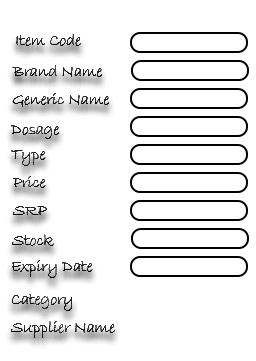 Item Code
Brand Name
Generic Name
Dosage
Type
Price
SRP
Stock
Expiry Date
Category
Supplier Name